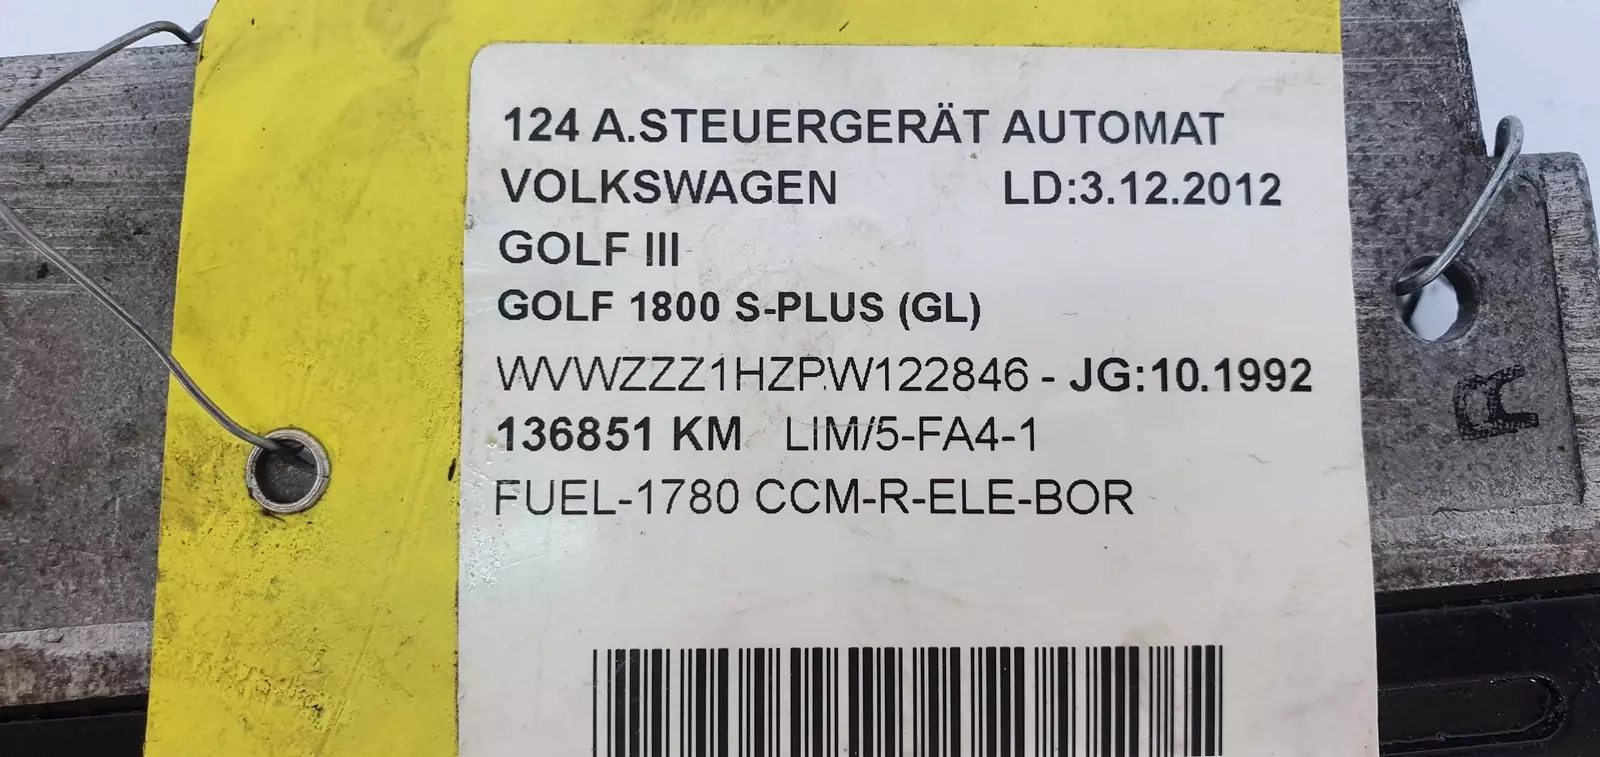 124 A.STEUERGERÄT AUTOMAT
VOLKSWAGEN LD:3.12.2012
GOLF III
GOLF 1800 S-PLUS (GL)
WVWZZZ1HZPW122846 - JG:10.1992
136851 KM LIM/5-FA4-1
FUEL-1780 CCM-R-ELE-BOR
R